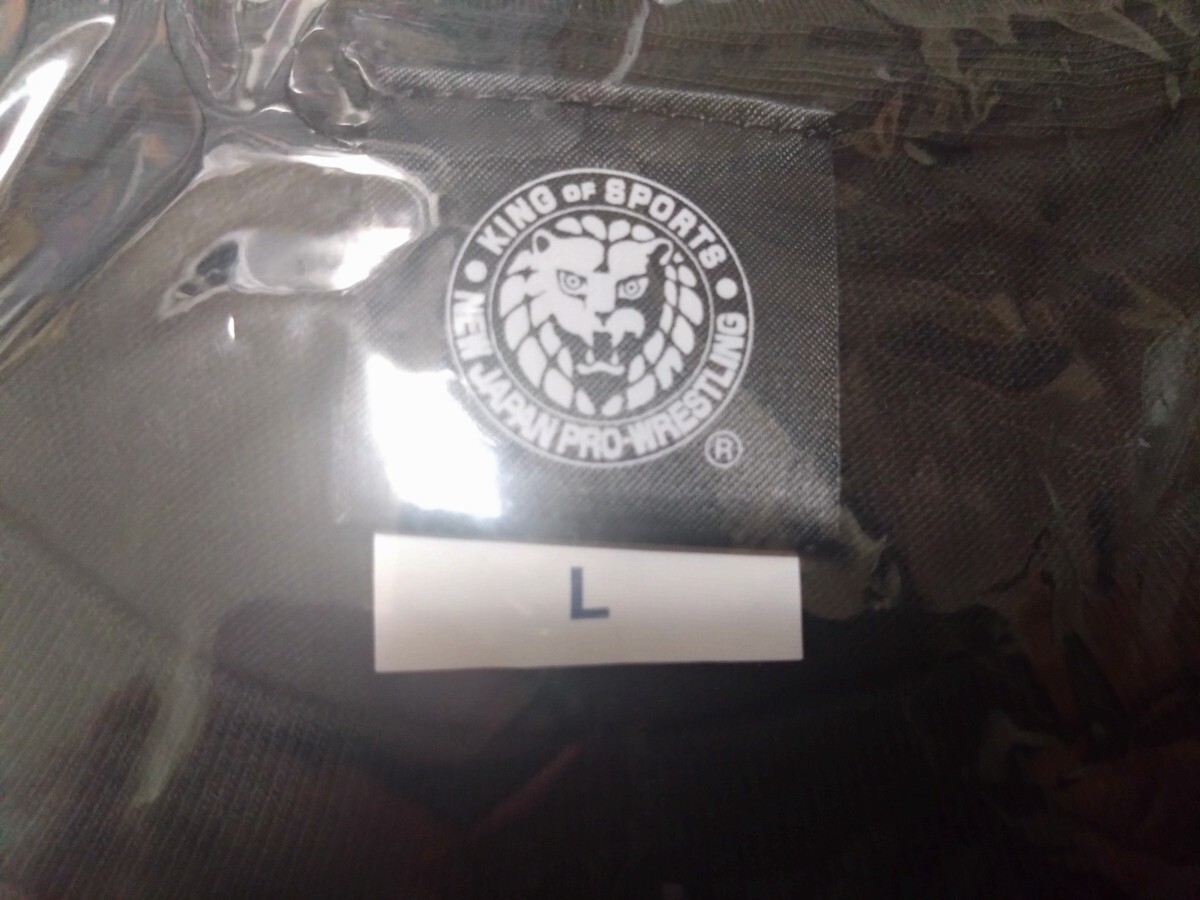 KING OF SPORTS
NEW JAPAN PRO-WRESTLING
®
L